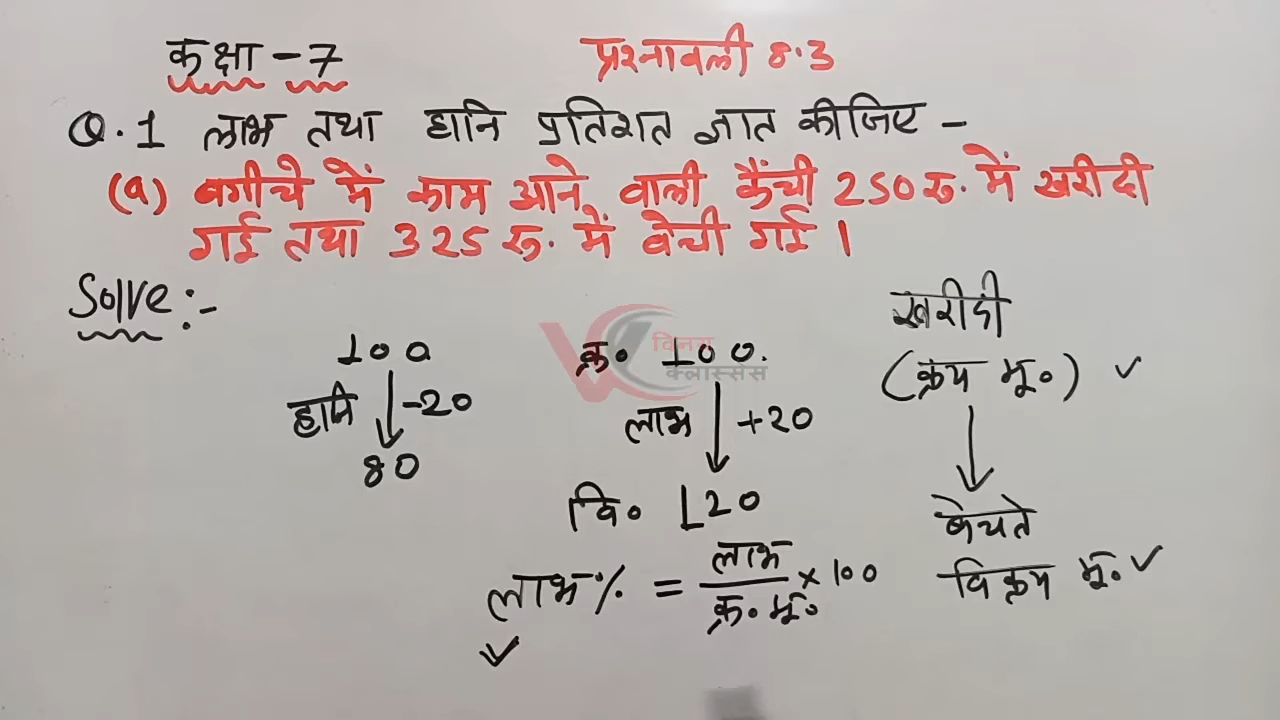 कक्षा - 7 प्रश्नावली 8.3
Q.1 लाभ तथा हानि प्रतिशत ज्ञात कीजिए -
(a) बगीचे में काम आने वाली कैंची 250 रु. में खरीदी
गई तथा 325 रु. में बेची गई ।
Solve :-
100
हानि -20
80
क्र० 100.
लाभ +20
वि० 120
लाभ % = लाभ / क्र० मू० × 100
खरीदी
(क्रय मू०) ✓
बेचते
विक्रय मू. ✓
विनय
क्लासेस